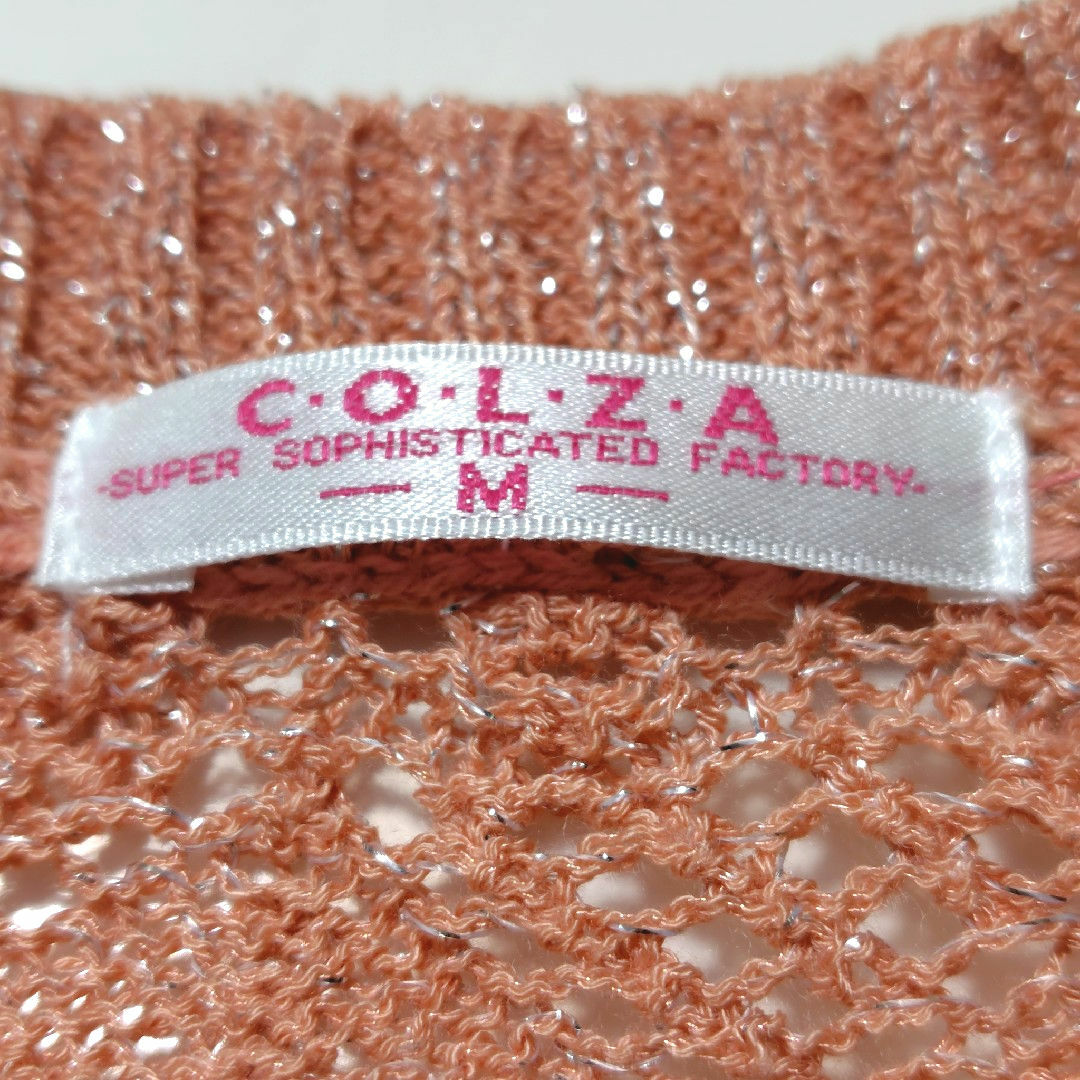 C·O·L·Z·A
-SUPER SOPHISTICATED FACTORY-
— M —